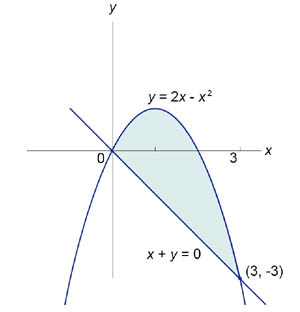 y
y = 2x - x²
x
0
3
x + y = 0
(3, -3)